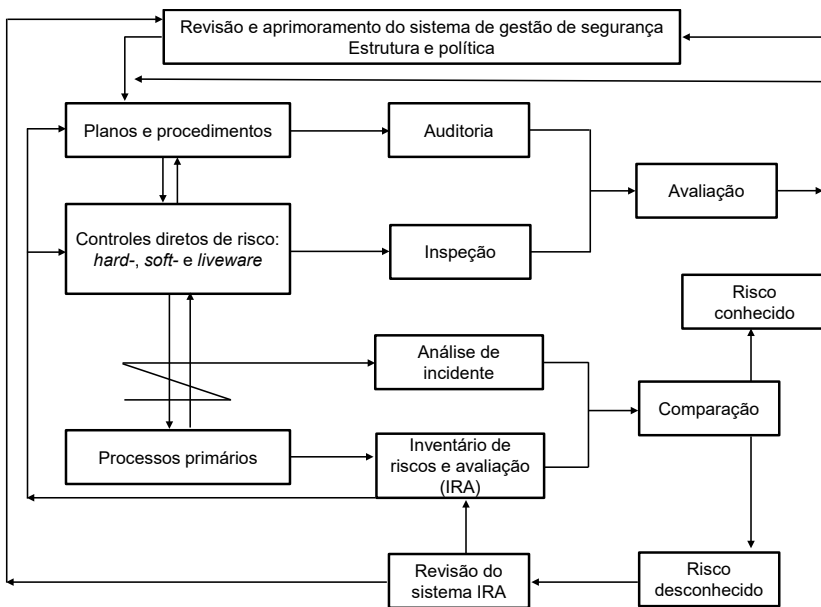 Revisão e aprimoramento do sistema de gestão de segurança
Estrutura e política
Planos e procedimentos
Auditoria
Avaliação
Controles diretos de risco:
hard-, soft- e liveware
Inspeção
Risco
conhecido
Análise de
incidente
Comparação
Processos primários
Inventário de
riscos e avaliação
(IRA)
Revisão do
sistema IRA
Risco
desconhecido